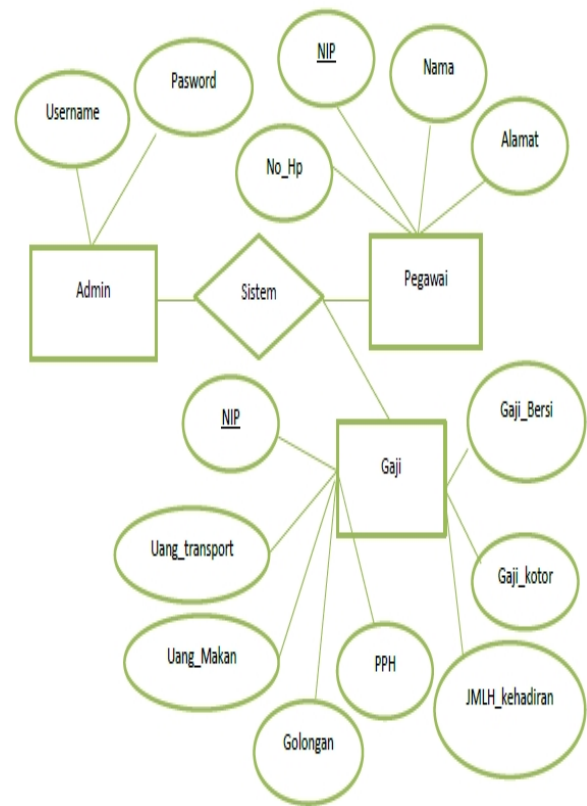 NIP
Nama
Pasword
Username
Alamat
No_Hp
Admin
Sistem
Pegawai
NIP
Gaji_Bersi
Gaji
Uang_transport
Gaji_kotor
Uang_Makan
PPH
JMLH_kehadiran
Golongan